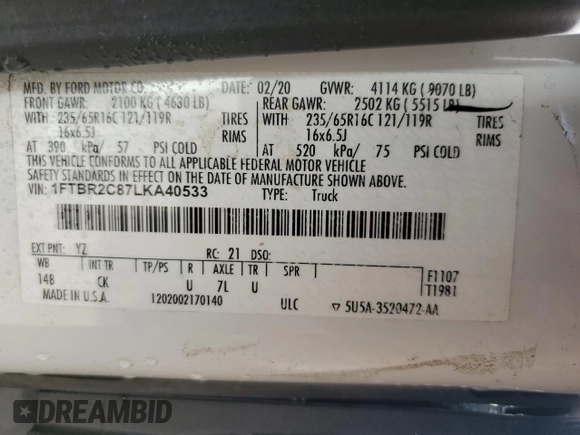 MFD. BY FORD MOTOR CO. DATE: 02/20 GVWR: 4114 KG ( 9070 LB)
FRONT GAWR: 2100 KG ( 4630 LB) REAR GAWR: 2502 KG ( 5515 LB)
WITH 235/65R16C 121/119R TIRES WITH 235/65R16C 121/119R TIRES
16x6.5J RIMS 16x6.5J RIMS
AT 390 kPa/ 57 PSI COLD AT 520 kPa/ 75 PSI COLD
THIS VEHICLE CONFORMS TO ALL APPLICABLE FEDERAL MOTOR VEHICLE
SAFETY STANDARDS IN EFFECT ON THE DATE OF MANUFACTURE SHOWN ABOVE.
VIN: 1FTBR2C87LKA40533 TYPE: Truck
EXT PNT: YZ RC: 21 DSO:
WB INT TR TP/PS R AXLE TR SPR F1107
148 CK U 7L U T1981
MADE IN U.S.A. 1202002170140 ULC ▽ 5U5A-3520472-AA
DREAMBID